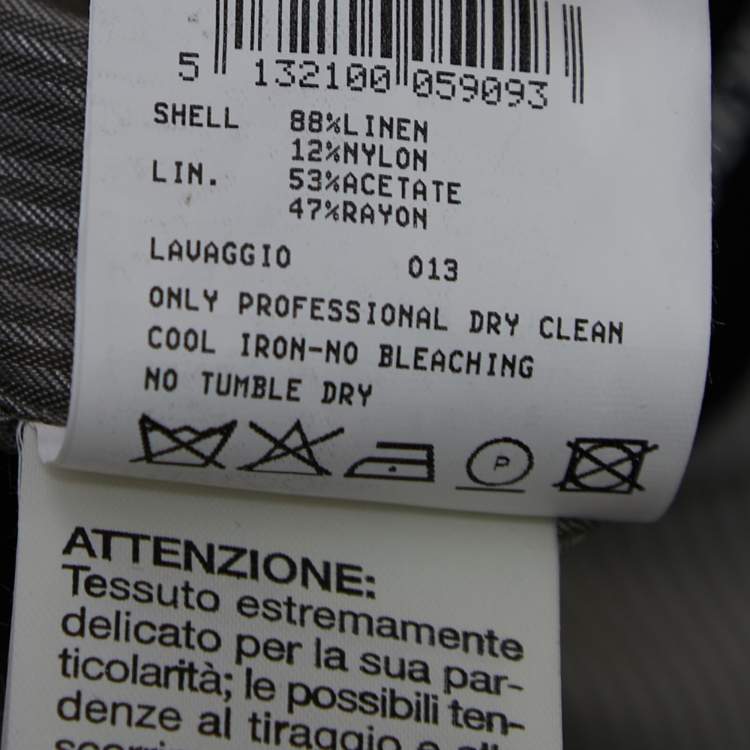 5 132100 059093
SHELL 88%LINEN
12%NYLON
LIN. 53%ACETATE
47%RAYON
LAVAGGIO 013
ONLY PROFESSIONAL DRY CLEAN
COOL IRON-NO BLEACHING
NO TUMBLE DRY
P
ATTENZIONE:
Tessuto estremamente
delicato per la sua par-
ticolarità; le possibili ten-
denze al tiraggio e